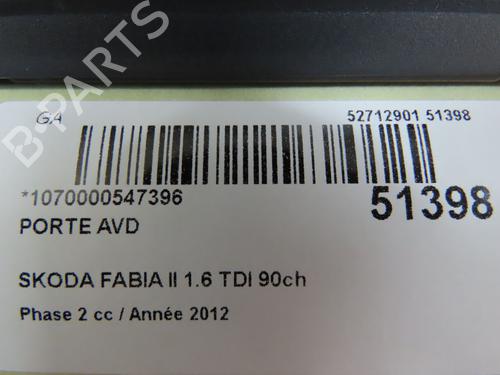 G.A 52712901 51398
*1070000547396 51398
PORTE AVD
SKODA FABIA II 1.6 TDI 90ch
Phase 2 cc / Année 2012
B-PARTS